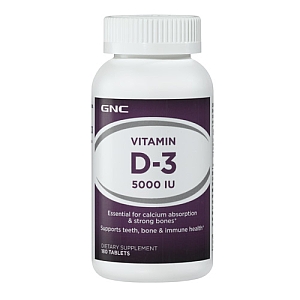 GNC
VITAMIN
D-3
5000 IU
Essential for calcium absorption
& strong bones*
Supports teeth, bone & immune health*
DIETARY SUPPLEMENT
180 TABLETS